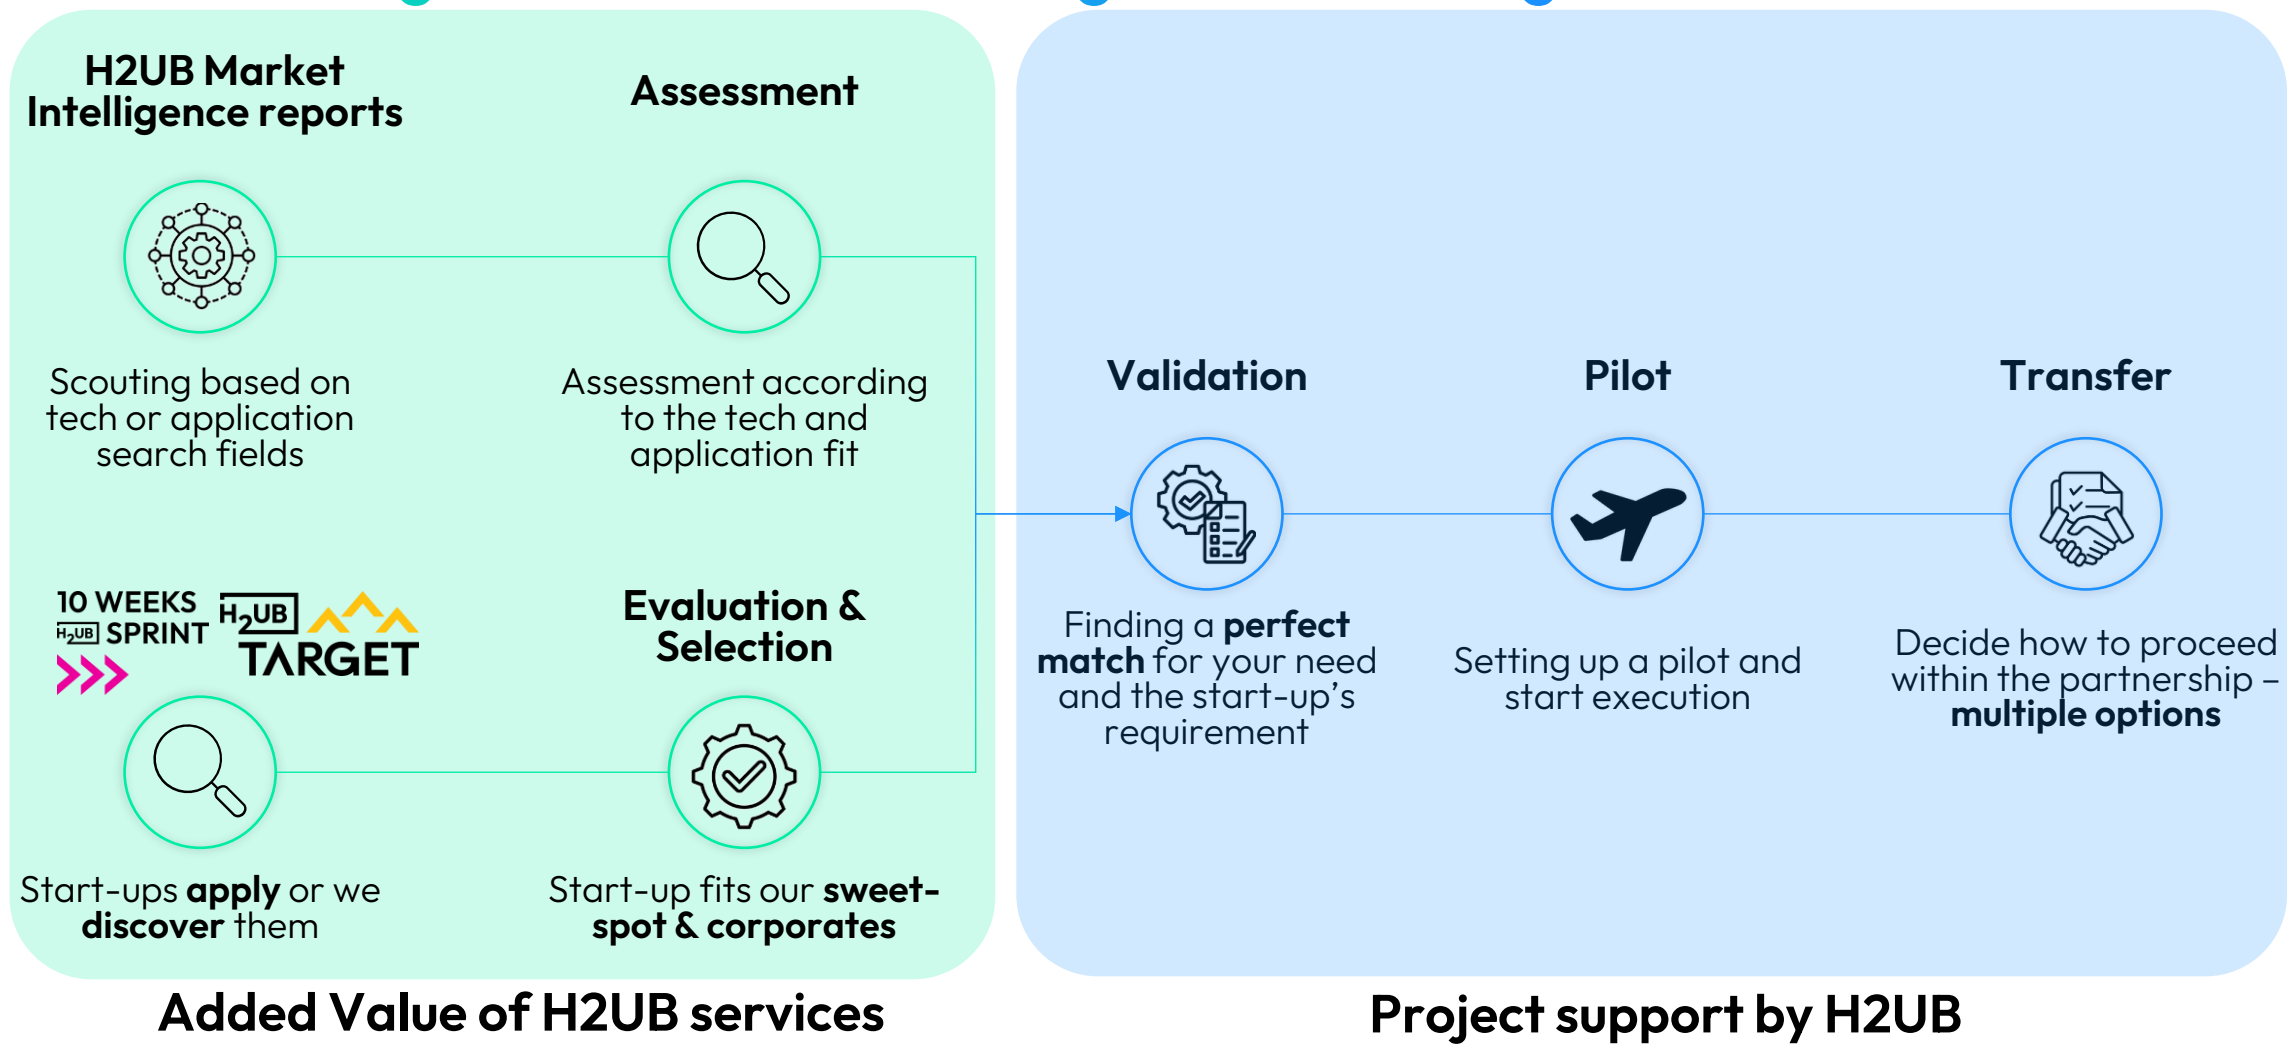 H2UB Market
Intelligence reports
Assessment
Scouting based on
tech or application
search fields
Assessment according
to the tech and
application fit
10 WEEKS
H₂UB SPRINT
H₂UB
TARGET
Evaluation &
Selection
Start-ups apply or we
discover them
Start-up fits our sweet-
spot & corporates
Added Value of H2UB services
Validation
Finding a perfect
match for your need
and the start-up’s
requirement
Pilot
Setting up a pilot and
start execution
Transfer
Decide how to proceed
within the partnership –
multiple options
Project support by H2UB